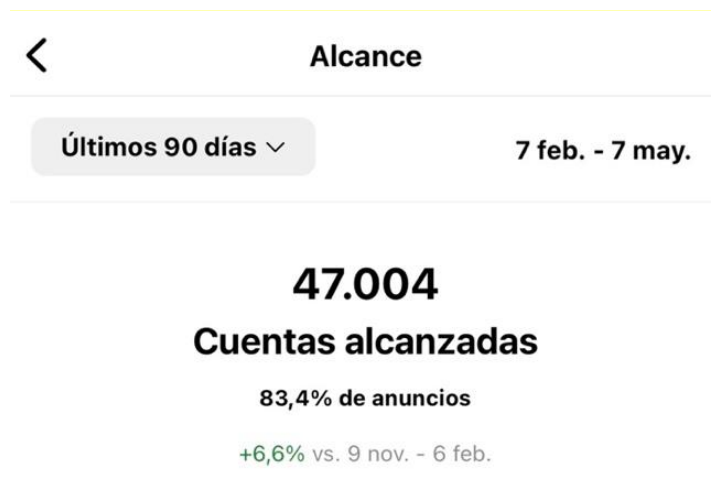 Alcance
Últimos 90 días
7 feb. - 7 may.
47.004
Cuentas alcanzadas
83,4% de anuncios
+6,6% vs. 9 nov. - 6 feb.